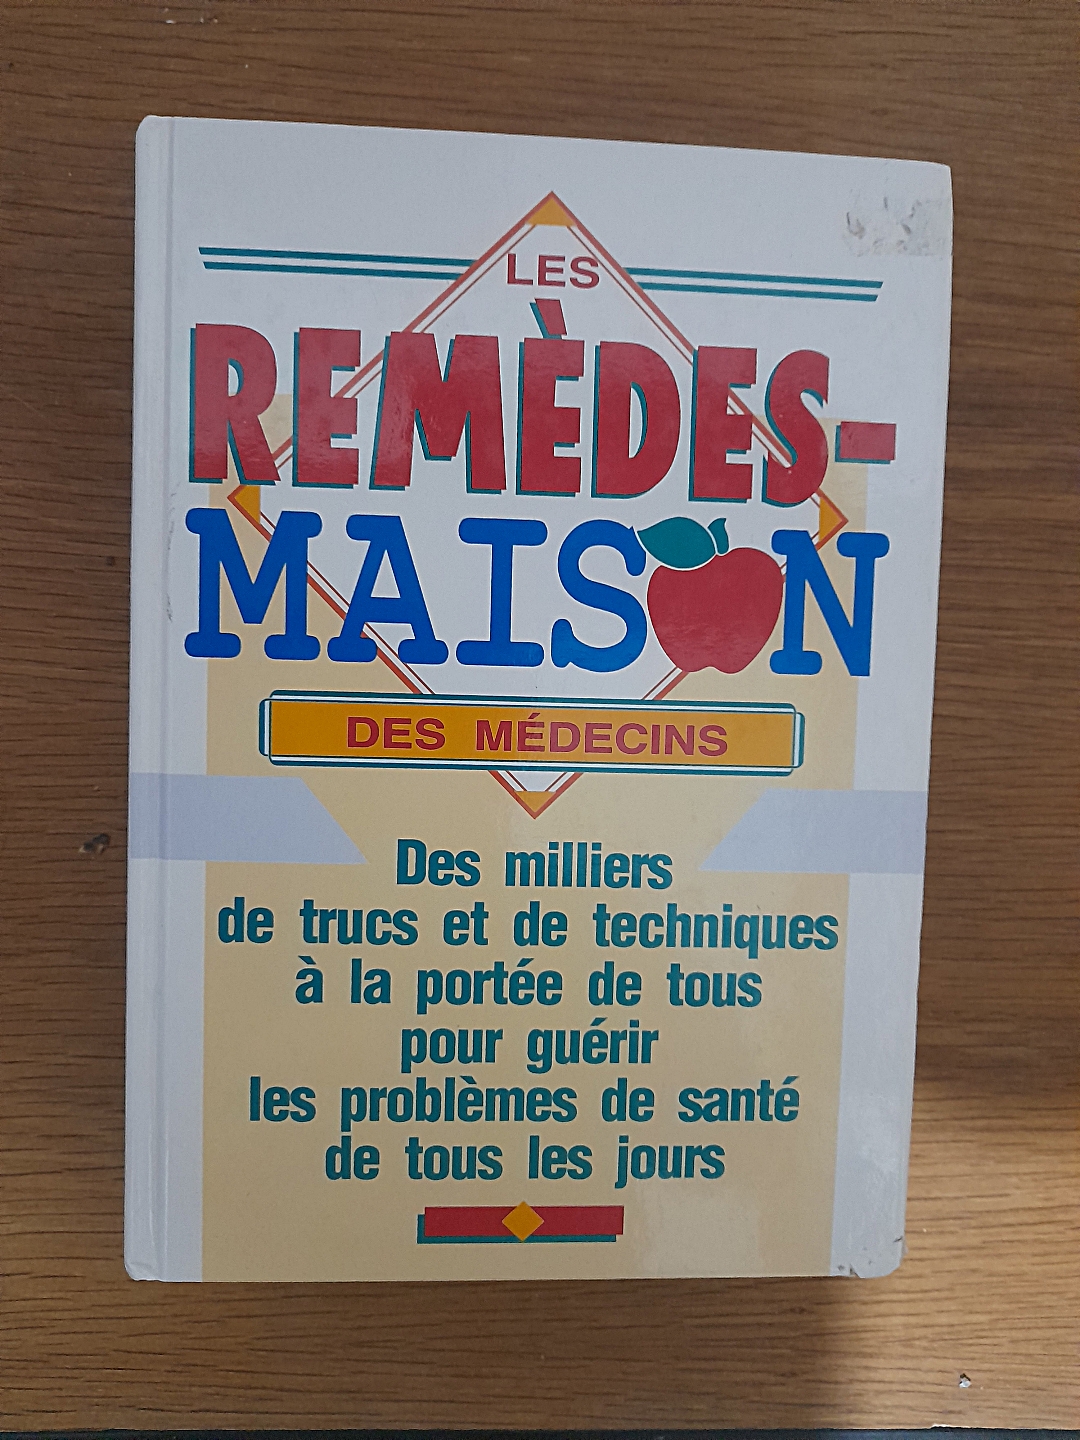 LES
REMÈDES-
MAISON
DES MÉDECINS
Des milliers
de trucs et de techniques
à la portée de tous
pour guérir
les problèmes de santé
de tous les jours